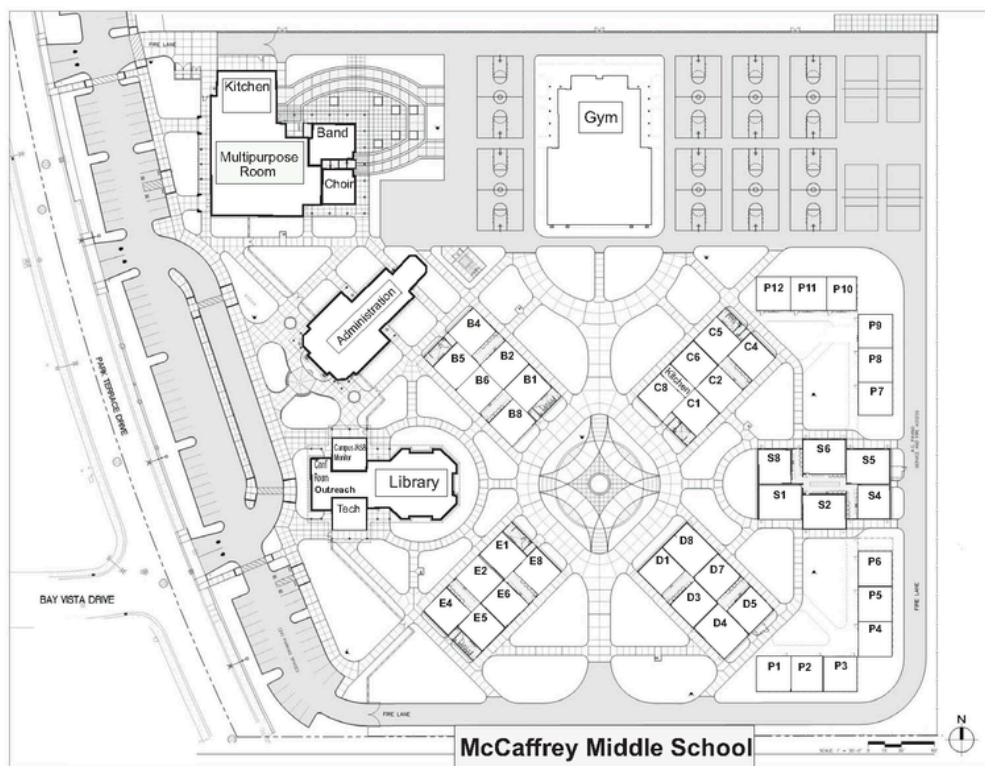 FIRE LANE
Kitchen
Band
Multipurpose
Room
Choir
Gym
Administration
PARK TERRACE DRIVE
B4
B5
B2
B6
B1
B8
C5
C4
C6
Kitchen
C2
C8
C1
P12
P11
P10
P9
P8
P7
Campus /ASB
Monitor
Conf
Room
Outreach
Library
Tech
S8
S6
S5
S1
S2
S4
E1
E8
E2
E6
E4
E5
D8
D1
D7
D3
D5
D4
BAY VISTA DRIVE
P6
P5
P4
FIRE LANE
P1
P2
P3
FIRE LANE
McCaffrey Middle School
N